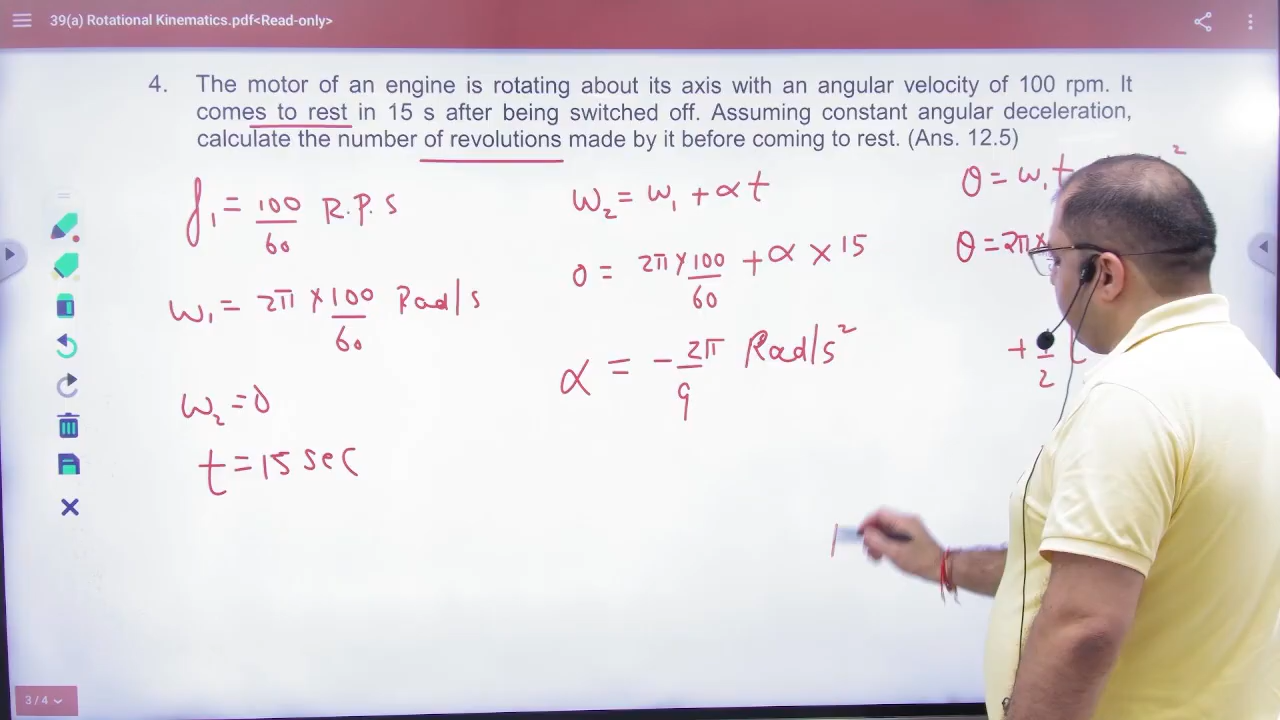 39(a) Rotational Kinematics.pdf<Read-only>
4. The motor of an engine is rotating about its axis with an angular velocity of 100 rpm. It
comes to rest in 15 s after being switched off. Assuming constant angular deceleration,
calculate the number of revolutions made by it before coming to rest. (Ans. 12.5)
f₁ = 100/60 R.P.S
ω₁ = 2π × 100/60 Rad/s
ω₂ = 0
t = 15 sec
ω₂ = ω₁ + αt
0 = 2π × 100/60 + α × 15
α = -2π/9 Rad/s²
θ = ω₁t
2
θ = 2π×
+ 1/2 (
3 / 4